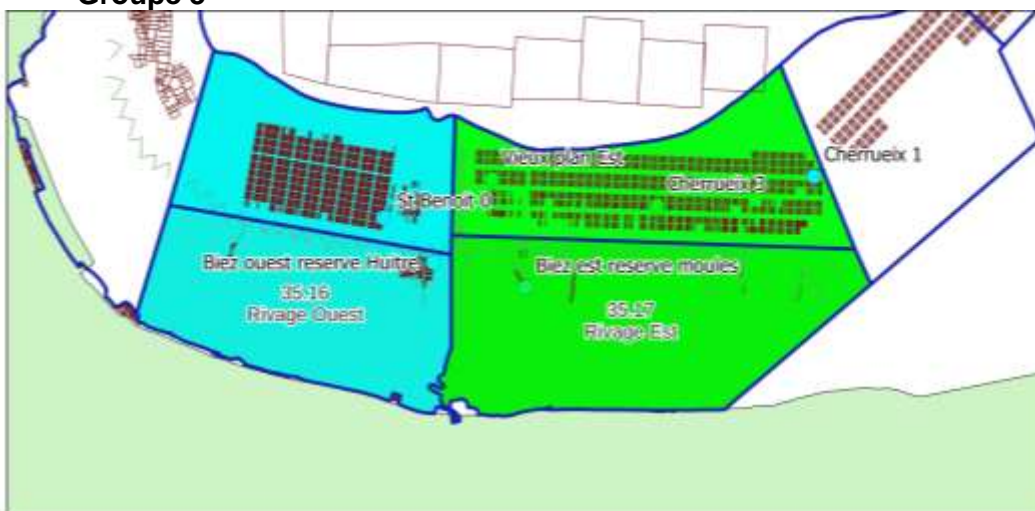 Groupe 3
Vieux plan Est
Cherrueix 1
Cherrueix 3
St Benoit 0
Biez ouest reserve Huitre
Biez est reserve moules
35.16
Rivage Ouest
35.17
Rivage Est